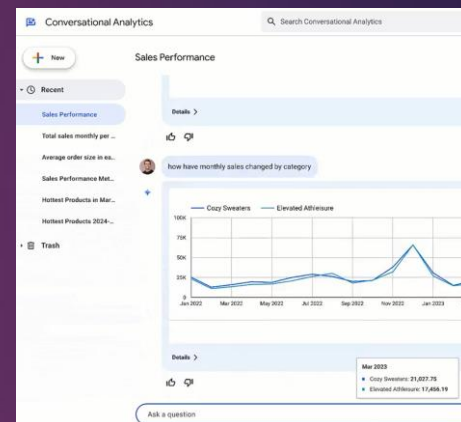 Conversational Analytics
Search Conversational Analytics
New
Sales Performance
Recent
Sales Performance
Total sales monthly per ...
Average order size in ea...
Sales Performance Met...
Hottest Products in Mar...
Hottest Products 2024-...
Trash
Details >
how have monthly sales changed by category
Cozy Sweaters
Elevated Athleisure
100K
75K
50K
25K
0K
Jan 2022 Mar 2022 May 2022 Jul 2022 Sep 2022 Nov 2022 Jan 2023
Details >
Mar 2023
Cozy Sweaters: 21,027.75
Elevated Athleisure: 17,456.19
Ask a question